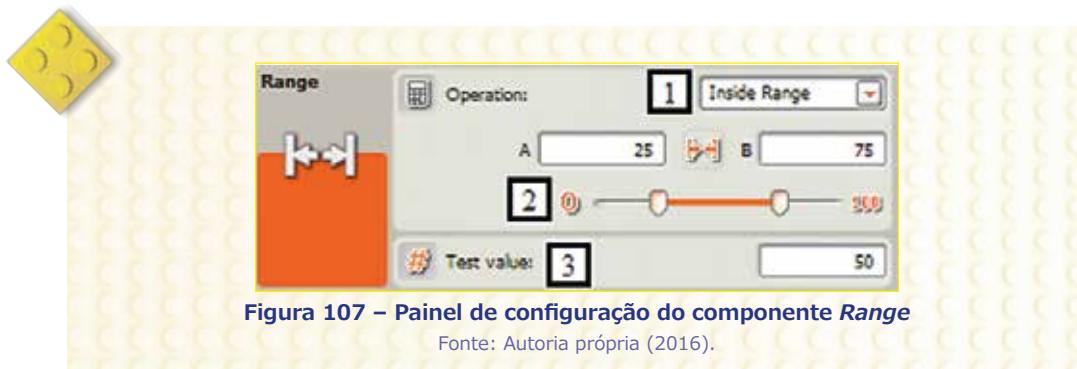 Range
Operation:
1
Inside Range
A 25 B 75
2
3
Test value:
50
Figura 107 – Painel de configuração do componente Range
Fonte: Autoria própria (2016).